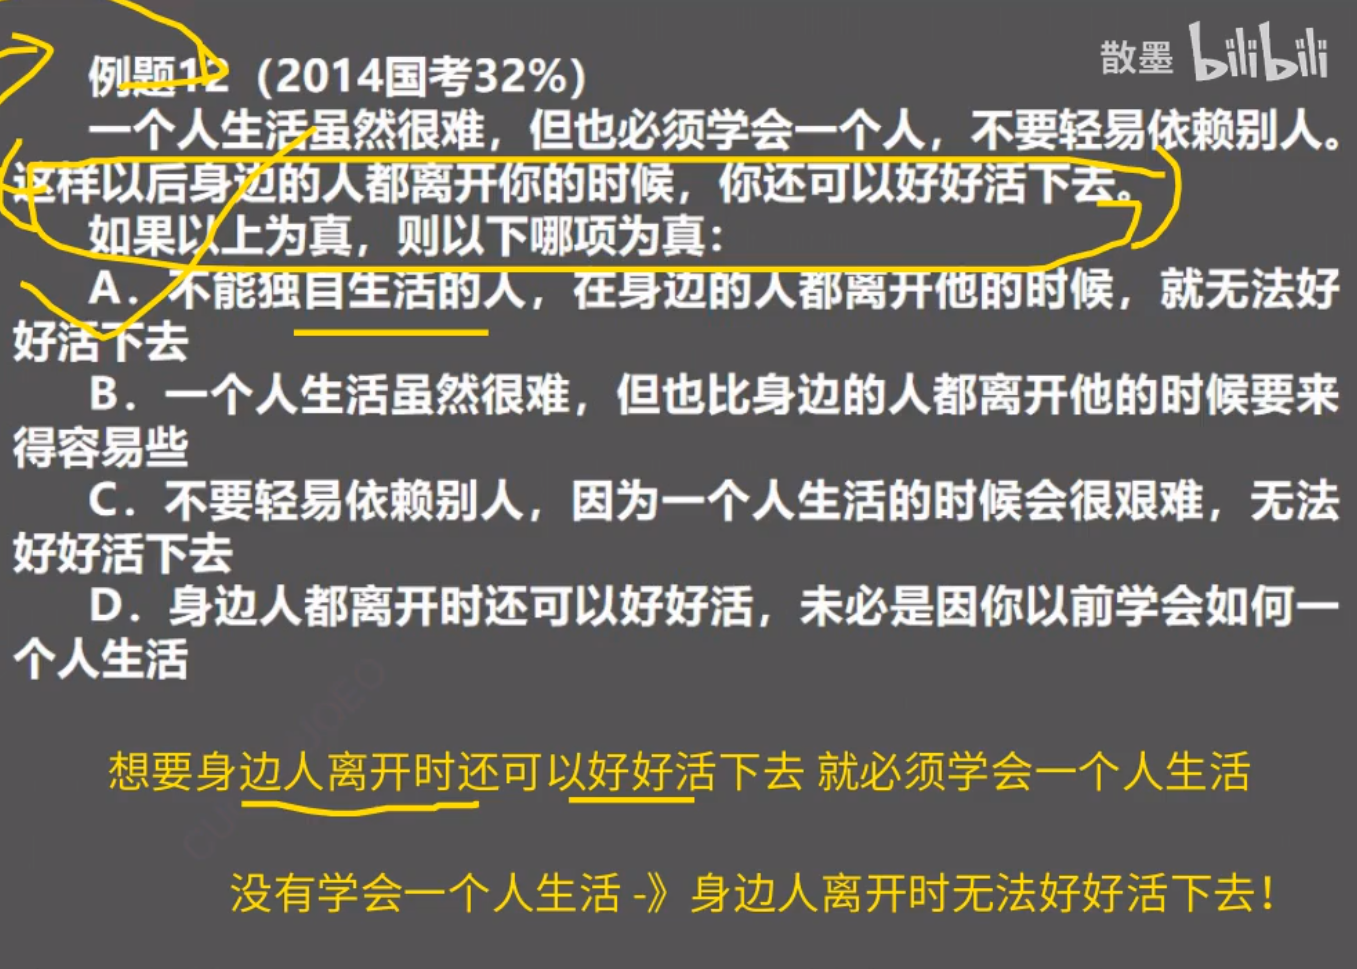 散墨 bilibili
例题12（2014国考32%）
一个人生活虽然很难，但也必须学会一个人，不要轻易依赖别人。
这样以后身边的人都离开你的时候，你还可以好好活下去。
如果以上为真，则以下哪项为真：
A．不能独自生活的人，在身边的人都离开他的时候，就无法好
好活下去
B．一个人生活虽然很难，但也比身边的人都离开他的时候要来
得容易些
C．不要轻易依赖别人，因为一个人生活的时候会很艰难，无法
好好活下去
D．身边人都离开时还可以好好活，未必是因你以前学会如何一
个人生活
想要身边人离开时还可以好好活下去 就必须学会一个人生活
没有学会一个人生活 -》身边人离开时无法好好活下去！